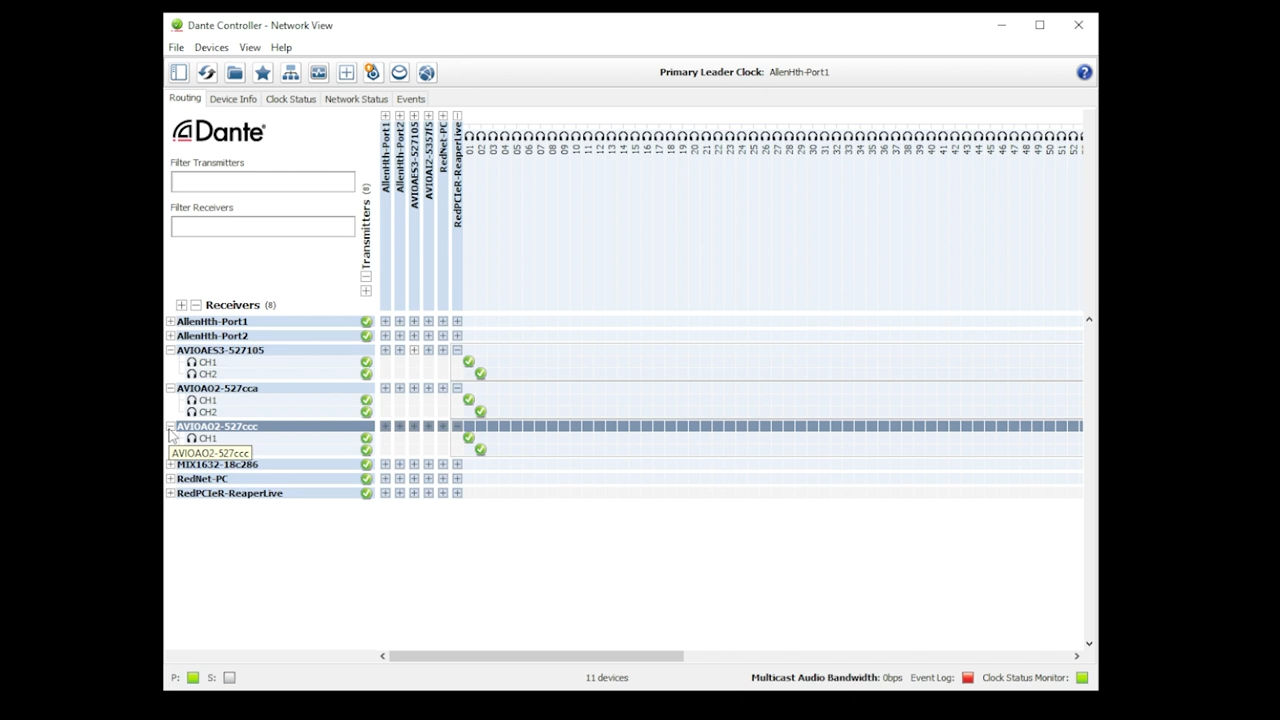 Dante Controller - Network View
File Devices View Help
Primary Leader Clock: AllenHth-Port1
Routing Device Info Clock Status Network Status Events
Dante
Filter Transmitters
Filter Receivers
Transmitters (8)
AllenHth-Port1
AllenHth-Port2
AVIOAES3-527105
AVIOAI2-5357f5
RedNet-PC
RedPCIeR-ReaperLive
01 02 03 04 05 06 07 08 09 10 11 12 13 14 15 16 17 18 19 20 21 22 23 24 25 26 27 28 29 30 31 32 33 34 35 36 37 38 39 40 41 42 43 44 45 46 47 48 49 50 51 52
Receivers (8)
AllenHth-Port1
AllenHth-Port2
AVIOAES3-527105
CH1
CH2
AVIOAO2-527cca
CH1
CH2
AVIOAO2-527ccc
CH1
AVIOAO2-527ccc
MIX1632-18c286
RedNet-PC
RedPCIeR-ReaperLive
P: S: 11 devices Multicast Audio Bandwidth: 0bps Event Log: Clock Status Monitor: